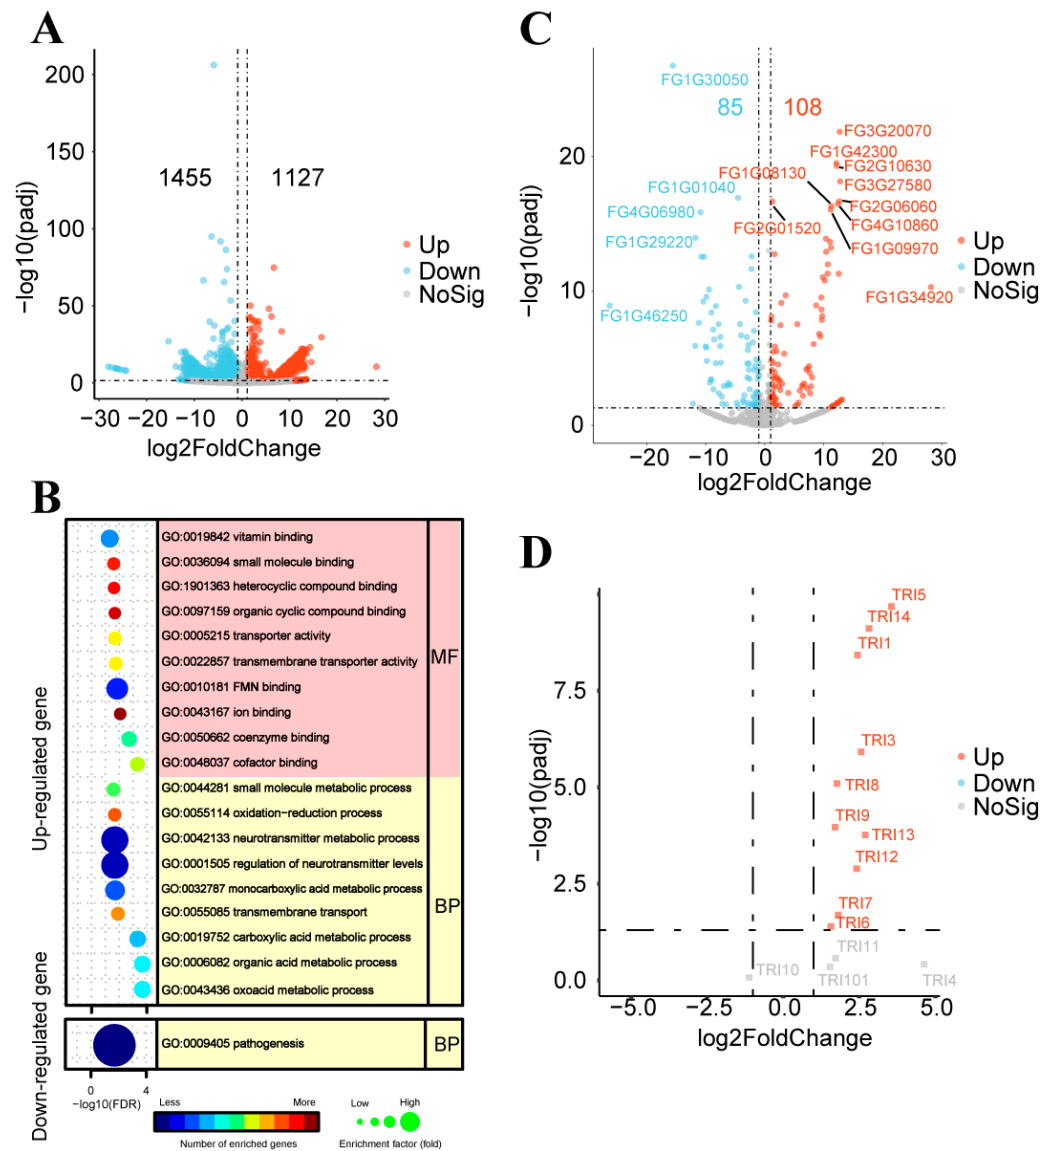 A
200
150
100
50
0
−log10(padj)
1455
1127
Up
Down
NoSig
−30
−20
−10
0
10
20
30
log2FoldChange
C
20
10
0
−log10(padj)
FG1G30050
85
108
FG3G20070
FG1G42300
FG2G10630
FG1G08130
FG3G27580
FG1G01040
FG2G06060
FG4G06980
FG4G10860
FG2G01520
FG1G29220
FG1G09970
FG1G34920
FG1G46250
Up
Down
NoSig
−20
−10
0
10
20
30
log2FoldChange
B
Up-regulated gene
GO:0019842 vitamin binding
GO:0036094 small molecule binding
GO:1901363 heterocyclic compound binding
GO:0097159 organic cyclic compound binding
GO:0005215 transporter activity
GO:0022857 transmembrane transporter activity
GO:0010181 FMN binding
GO:0043167 ion binding
GO:0050662 coenzyme binding
GO:0048037 cofactor binding
MF
GO:0044281 small molecule metabolic process
GO:0055114 oxidation−reduction process
GO:0042133 neurotransmitter metabolic process
GO:0001505 regulation of neurotransmitter levels
GO:0032787 monocarboxylic acid metabolic process
GO:0055085 transmembrane transport
GO:0019752 carboxylic acid metabolic process
GO:0006082 organic acid metabolic process
GO:0043436 oxoacid metabolic process
BP
Down-regulated gene
GO:0009405 pathogenesis
BP
0
4
−log10(FDR)
Less
More
Number of enriched genes
Low
High
Enrichment factor (fold)
D
7.5
5.0
2.5
0.0
−log10(padj)
TRI5
TRI14
TRI1
TRI3
TRI8
TRI9
TRI13
TRI12
TRI7
TRI6
TRI11
TRI10
TRI101
TRI4
Up
Down
NoSig
−5.0
−2.5
0.0
2.5
5.0
log2FoldChange